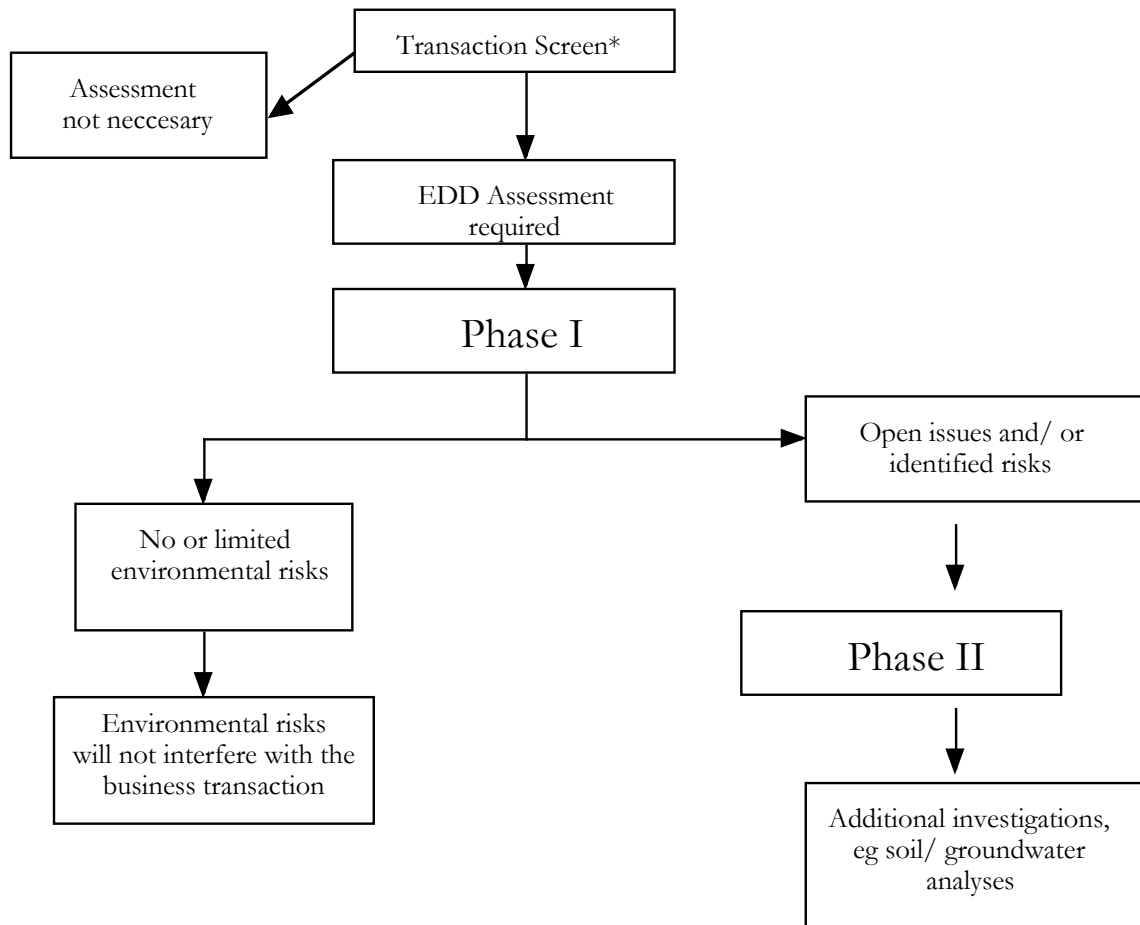 Transaction Screen*
Assessment
not neccesary
EDD Assessment
required
Phase I
Open issues and/ or
identified risks
No or limited
environmental risks
Phase II
Environmental risks
will not interfere with the
business transaction
Additional investigations,
eg soil/ groundwater
analyses